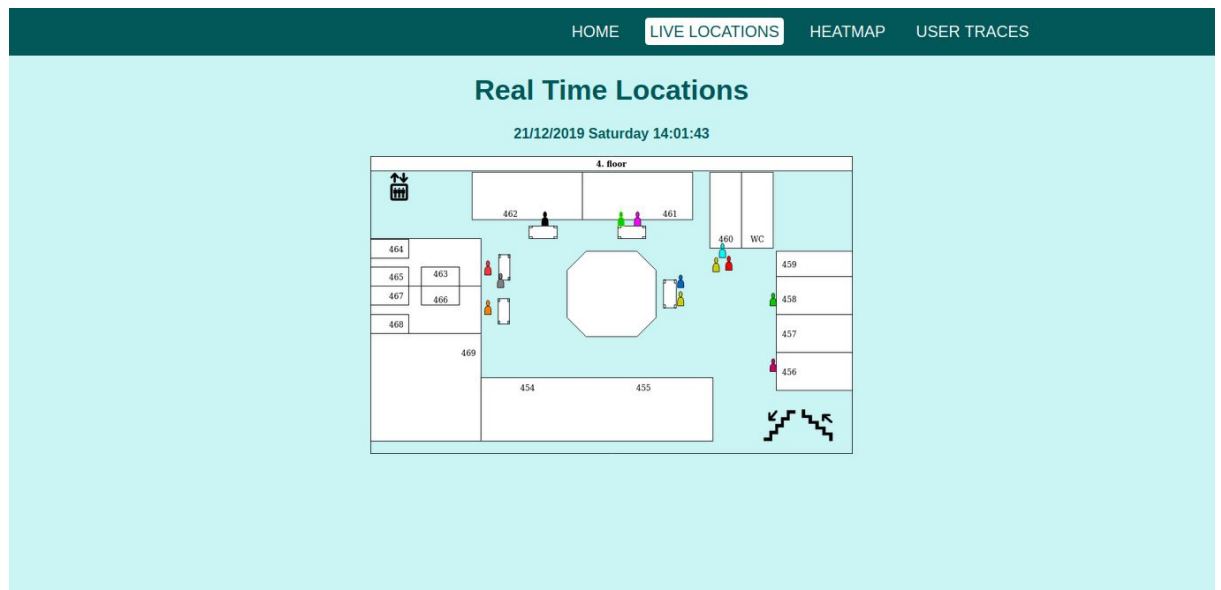 HOME LIVE LOCATIONS HEATMAP USER TRACES
Real Time Locations
21/12/2019 Saturday 14:01:43
4. floor
462 461
460 WC
464
459
463
465
467
466
458
468
457
469
456
454 455